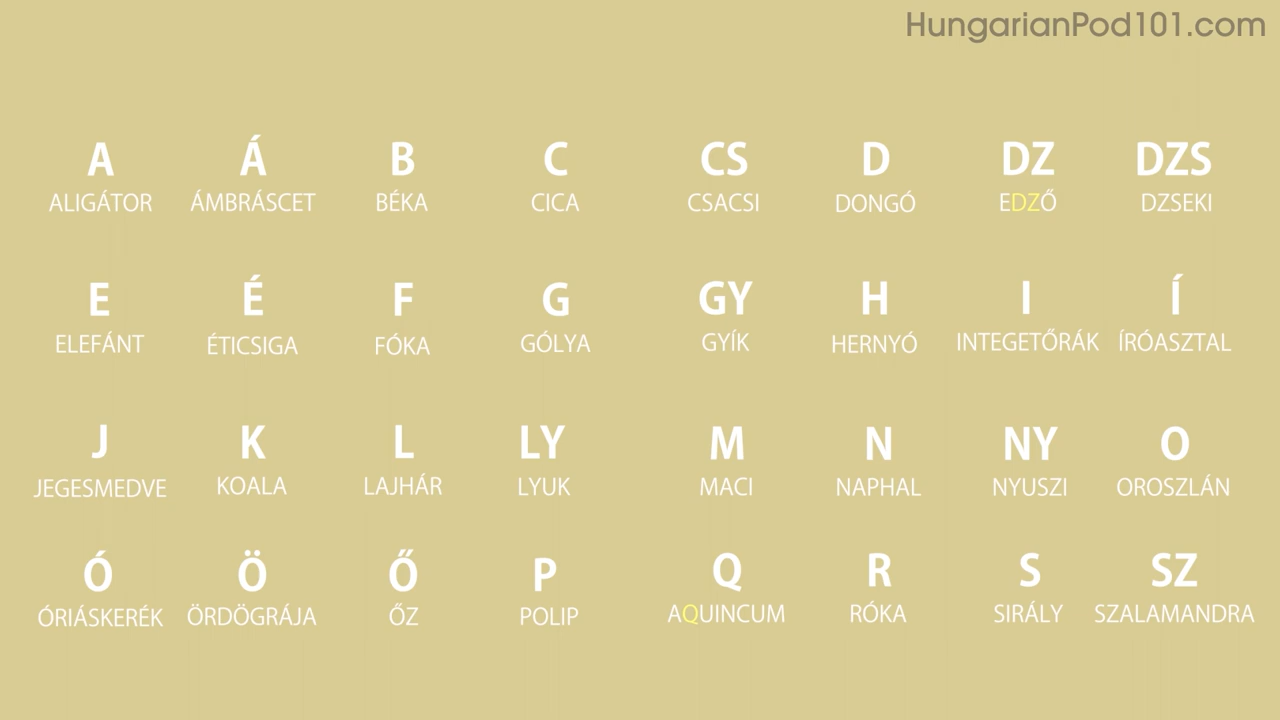 HungarianPod101.com
A Á B C CS D DZ DZS
ALIGÁTOR ÁMBRÁSCET BÉKA CICA CSACSI DONGÓ EDZŐ DZSEKI
E É F G GY H I Í
ELEFÁNT ÉTICSIGA FÓKA GÓLYA GYÍK HERNYÓ INTEGETŐRÁK ÍRÓASZTAL
J K L LY M N NY O
JEGESMEDVE KOALA LAJHÁR LYUK MACI NAPHAL NYUSZI OROSZLÁN
Ó Ö Ő P Q R S SZ
ÓRIÁSKERÉK ÖRDÖGRÁJA ŐZ POLIP AQUINCUM RÓKA SIRÁLY SZALAMANDRA